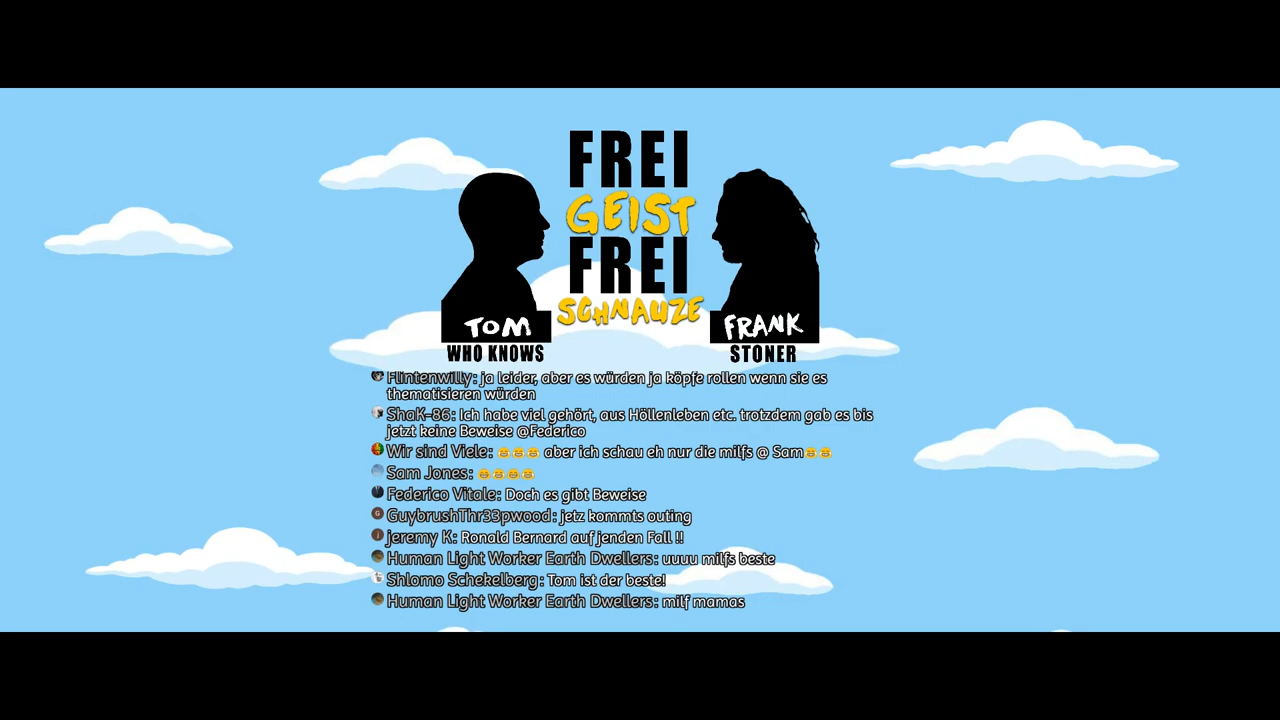 FREI
GEIST
FREI
SCHNAUZE
TOM
WHO KNOWS
FRANK
STONER
Flintenwilly: ja leider, aber es würden ja köpfe rollen wenn sie es
thematisieren würden
ShaK-86: Ich habe viel gehört, aus Höllenleben etc. trotzdem gab es bis
jetzt keine Beweise @Federico
Wir sind Viele: 😊😊😊 aber ich schau eh nur die milfs @ Sam😊😊
Sam Jones: 😊😊😊😊
Federico Vitale: Doch es gibt Beweise
G GuybrushThr33pwood: jetz kommts outing
j jeremy K: Ronald Bernard auf jenden Fall !!
Human Light Worker Earth Dwellers: uuuu milfs beste
Shlomo Schekelberg: Tom ist der beste!
Human Light Worker Earth Dwellers: milf mamas